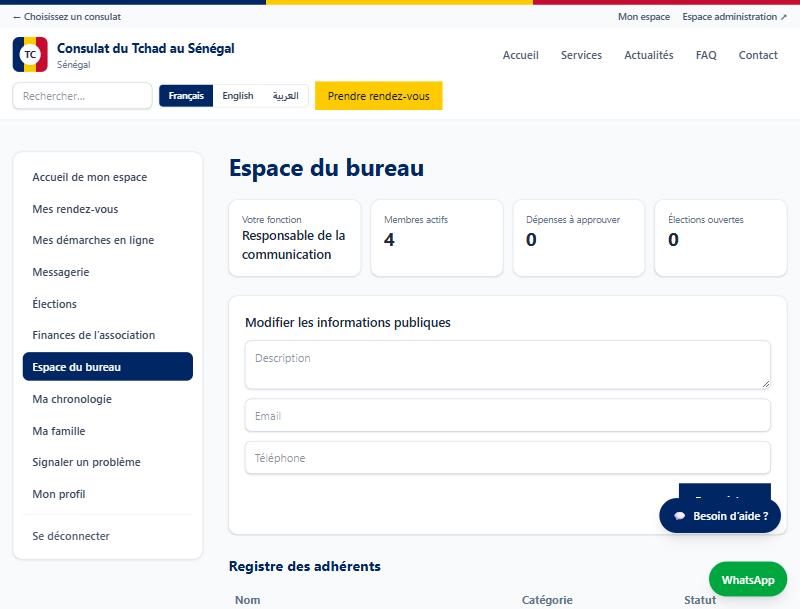 ← Choisissez un consulat
Mon espace
Espace administration ↗
TC
Consulat du Tchad au Sénégal
Sénégal
Accueil
Services
Actualités
FAQ
Contact
Rechercher...
Français
English
العربية
Prendre rendez-vous
Accueil de mon espace
Mes rendez-vous
Mes démarches en ligne
Messagerie
Élections
Finances de l'association
Espace du bureau
Ma chronologie
Ma famille
Signaler un problème
Mon profil
Se déconnecter
Espace du bureau
Votre fonction
Responsable de la
communication
Membres actifs
4
Dépenses à approuver
0
Élections ouvertes
0
Modifier les informations publiques
Description
Email
Téléphone
Besoin d'aide ?
Registre des adhérents
WhatsApp
Nom
Catégorie
Statut